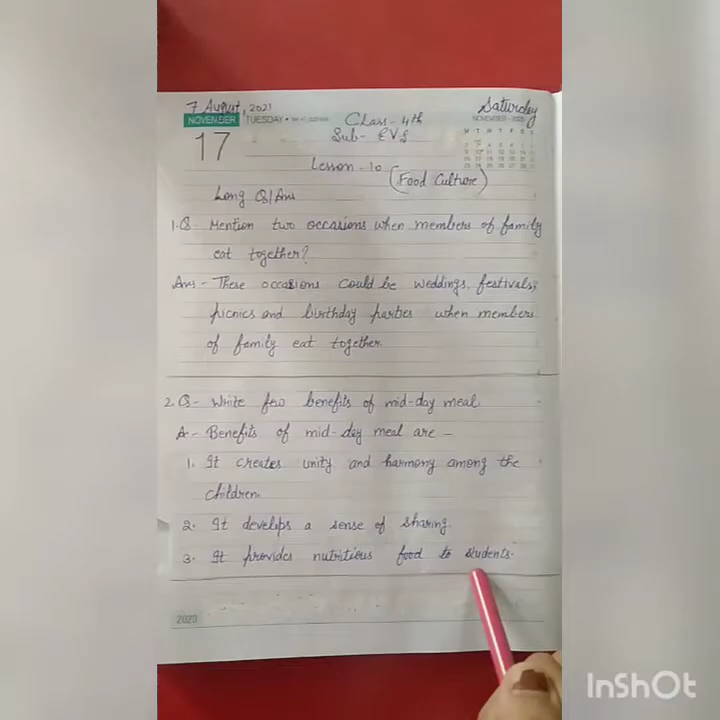 7 August, 2021
Saturday
NOVEMBER
TUESDAY
NOVEMBER - 2020
17
Class - 4th
Sub - EVS
Lesson - 10
(Food Culture)
Long Q/Ans
1.Q- Mention two occasions when members of family
eat together?
Ans - These occasions could be weddings, festivals,
picnics and birthday parties when members
of family eat together.
2.Q- Write few benefits of mid-day meal
A- Benefits of mid-day meal are -
1. It creates unity and harmony among the
children.
2. It develops a sense of sharing.
3. It provides nutritious food to students.
2020
InShOt